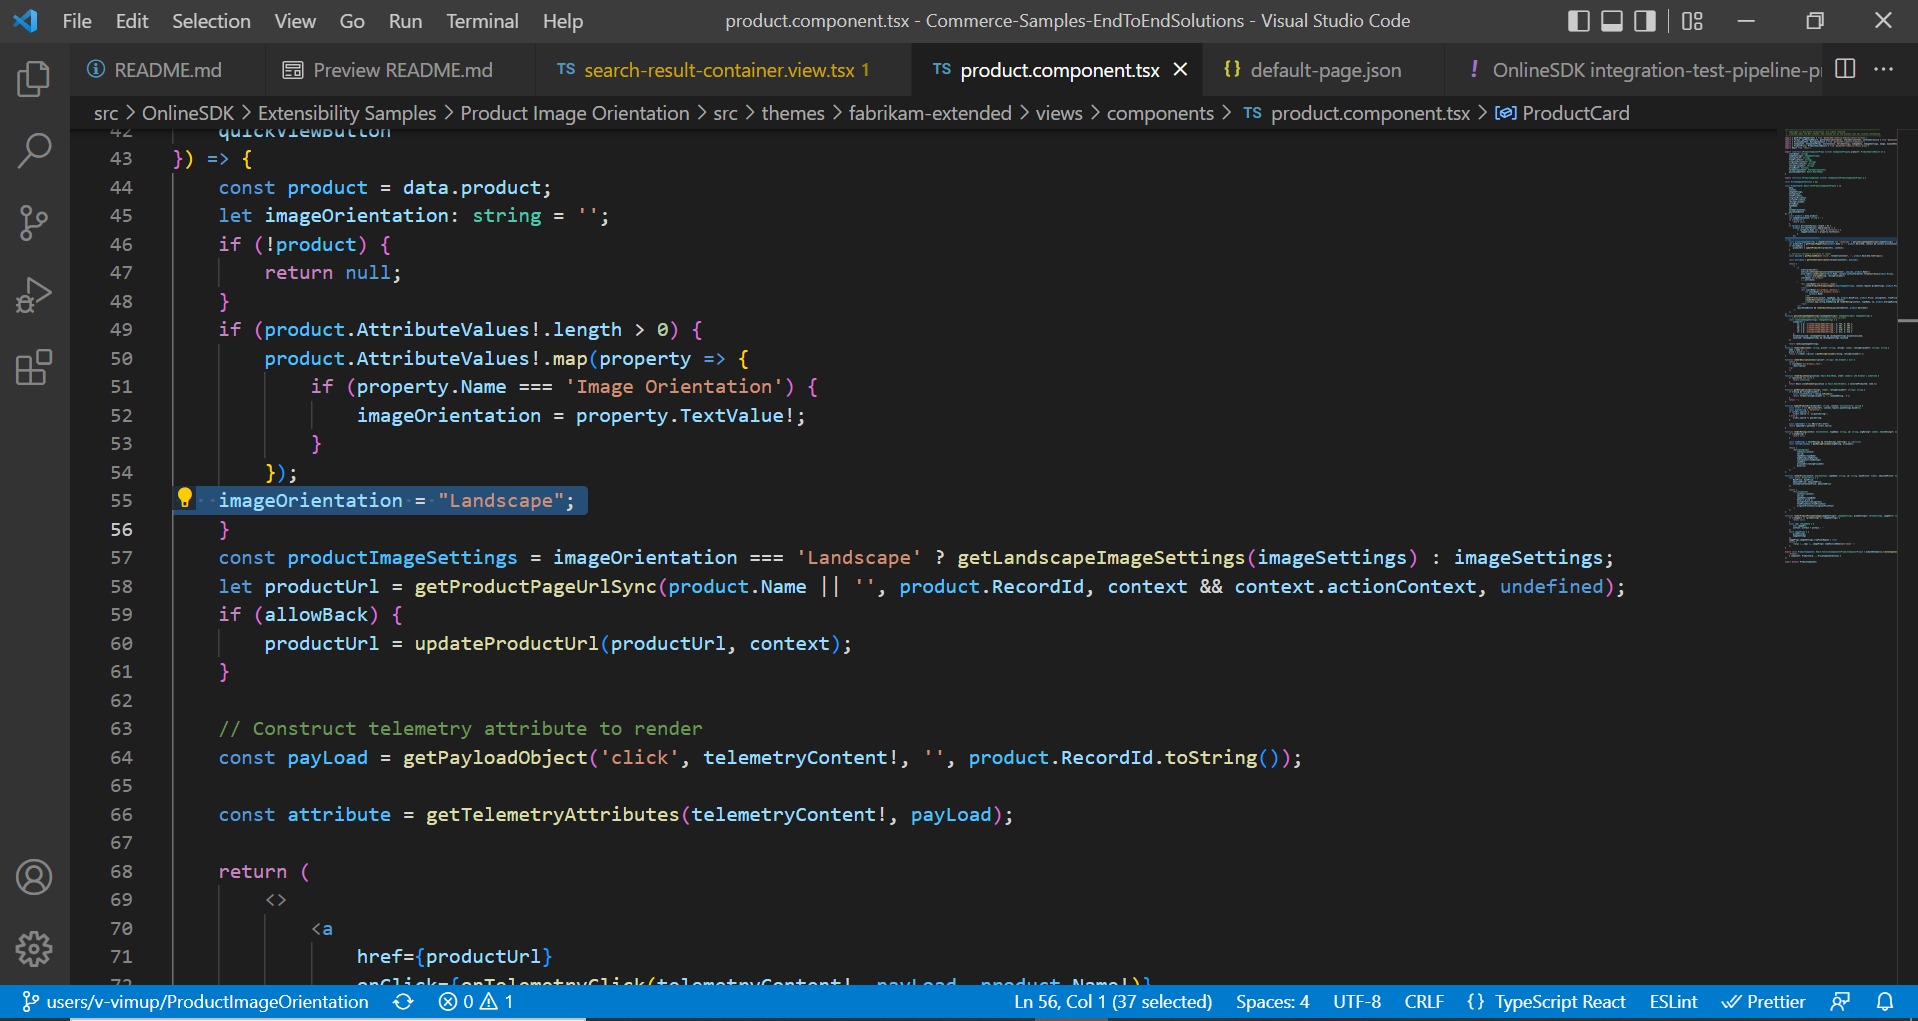 File Edit Selection View Go Run Terminal Help product.component.tsx - Commerce-Samples-EndToEndSolutions - Visual Studio Code
README.md Preview README.md TS search-result-container.view.tsx 1 TS product.component.tsx {} default-page.json ! OnlineSDK integration-test-pipeline-pr ···
src > OnlineSDK > Extensibility Samples > Product Image Orientation > src > themes > fabrikam-extended > views > components > TS product.component.tsx > ProductCard
42 quickViewButton
43 }) => {
44 const product = data.product;
45 let imageOrientation: string = '';
46 if (!product) {
47 return null;
48 }
49 if (product.AttributeValues!.length > 0) {
50 product.AttributeValues!.map(property => {
51 if (property.Name === 'Image Orientation') {
52 imageOrientation = property.TextValue!;
53 }
54 });
55 imageOrientation = "Landscape";
56 }
57 const productImageSettings = imageOrientation === 'Landscape' ? getLandscapeImageSettings(imageSettings) : imageSettings;
58 let productUrl = getProductPageUrlSync(product.Name || '', product.RecordId, context && context.actionContext, undefined);
59 if (allowBack) {
60 productUrl = updateProductUrl(productUrl, context);
61 }
62
63 // Construct telemetry attribute to render
64 const payLoad = getPayloadObject('click', telemetryContent!, '', product.RecordId.toString());
65
66 const attribute = getTelemetryAttributes(telemetryContent!, payLoad);
67
68 return (
69 <>
70 <a
71 href={productUrl}
72 onClick={onTelemetryClick(telemetryContent!, payLoad, product.Name!)}
users/v-vimup/ProductImageOrientation 0 1 Ln 56, Col 1 (37 selected) Spaces: 4 UTF-8 CRLF {} TypeScript React ESLint Prettier